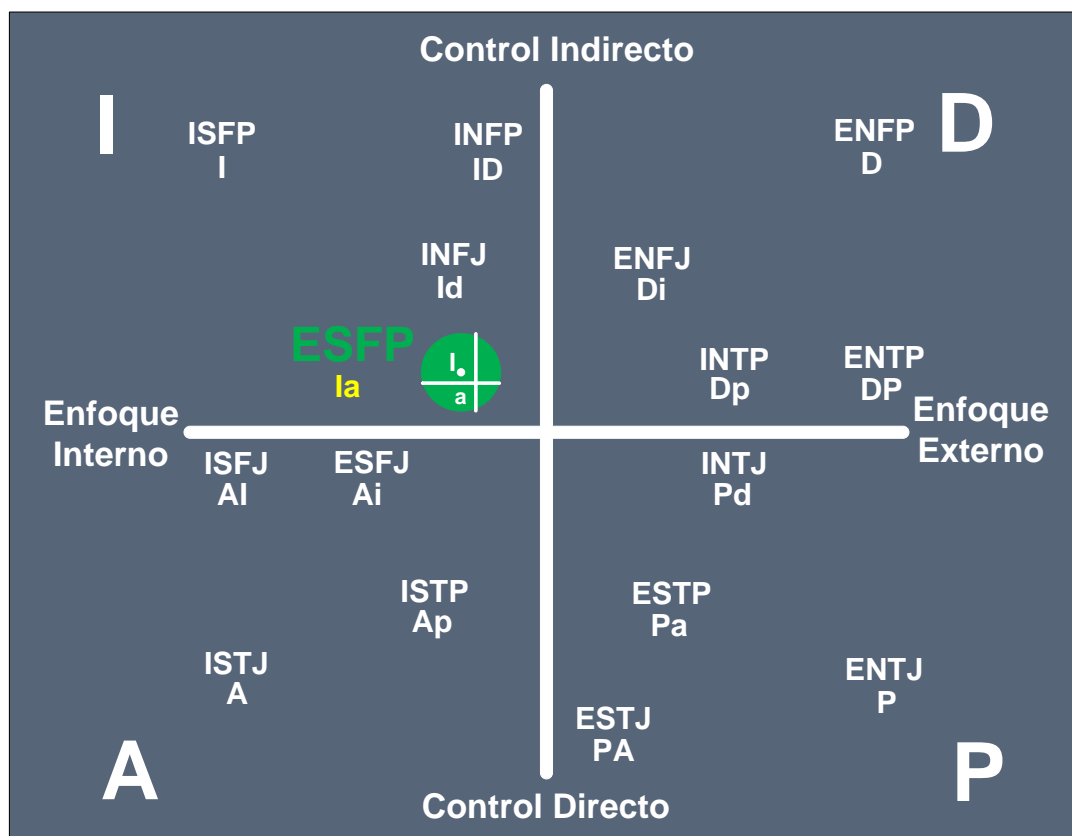 Control Indirecto
I
D
ISFP
I
INFP
ID
ENFP
D
INFJ
Id
ENFJ
Di
ESFP
Ia
I
a
INTP
Dp
ENTP
DP
Enfoque
Interno
Enfoque
Externo
ISFJ
AI
ESFJ
Ai
INTJ
Pd
ISTP
Ap
ESTP
Pa
ISTJ
A
ENTJ
P
ESTJ
PA
A
P
Control Directo